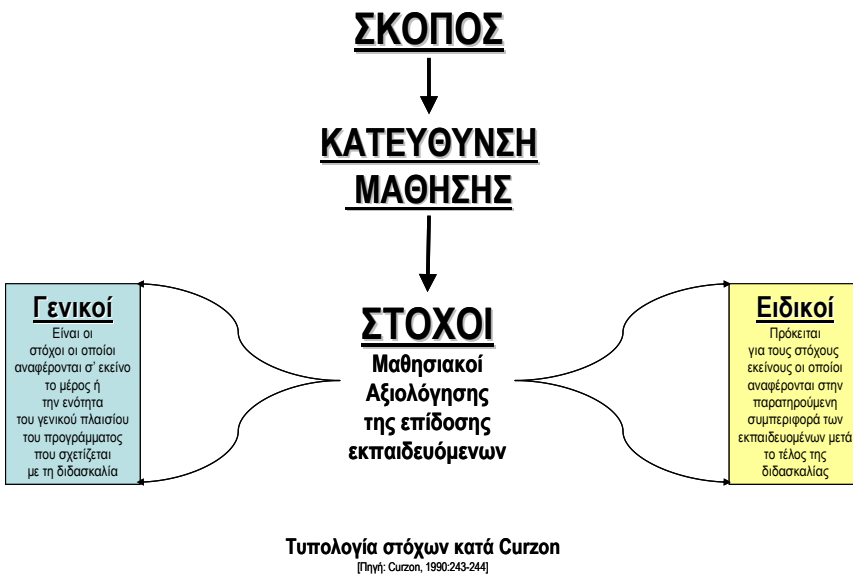 ΣΚΟΠΟΣ
ΚΑΤΕΥΘΥΝΣΗ
ΜΑΘΗΣΗΣ
Γενικοί
Είναι οι
στόχοι οι οποίοι
αναφέρονται σ' εκείνο
το μέρος ή
την ενότητα
του γενικού πλαισίου
του προγράμματος
που σχετίζεται
με τη διδασκαλία
ΣΤΟΧΟΙ
Μαθησιακοί
Αξιολόγησης
της επίδοσης
εκπαιδευόμενων
Ειδικοί
Πρόκειται
για τους στόχους
εκείνους οι οποίοι
αναφέρονται στην
παρατηρούμενη
συμπεριφορά των
εκπαιδευομένων μετά
το τέλος της
διδασκαλίας
Τυπολογία στόχων κατά Curzon
[Πηγή: Curzon, 1990:243-244]